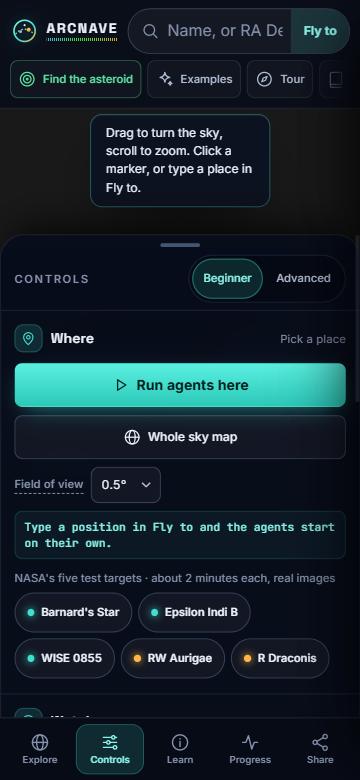 ARCNAVE
Name, or RA De
Fly to
Find the asteroid
Examples
Tour
Drag to turn the sky,
scroll to zoom. Click a
marker, or type a place in
Fly to.
CONTROLS
Beginner
Advanced
Where
Pick a place
Run agents here
Whole sky map
Field of view
0.5°
Type a position in Fly to and the agents start
on their own.
NASA's five test targets · about 2 minutes each, real images
Barnard's Star
Epsilon Indi B
WISE 0855
RW Aurigae
R Draconis
Explore
Controls
Learn
Progress
Share